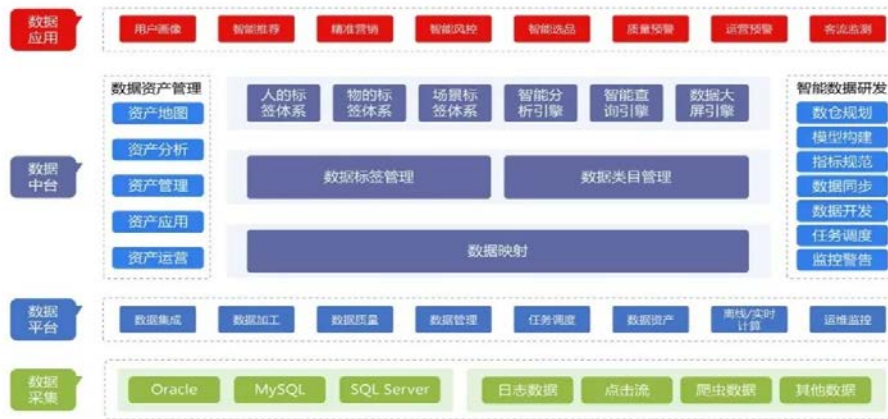 数据
应用
用户画像
智能推荐
精准营销
智能风控
智能选品
质量预警
运营预警
客流监测
数据
中台
数据资产管理
资产地图
资产分析
资产管理
资产应用
资产运营
人的标
签体系
物的标
签体系
场景标
签体系
智能分
析引擎
智能查
询引擎
数据大
屏引擎
数据标签管理
数据类目管理
数据映射
智能数据研发
数仓规划
模型构建
指标规范
数据同步
数据开发
任务调度
监控警告
数据
平台
数据集成
数据加工
数据质量
数据管理
任务调度
数据资产
离线/实时
计算
运维监控
数据
采集
Oracle
MySQL
SQL Server
日志数据
点击流
爬虫数据
其他数据